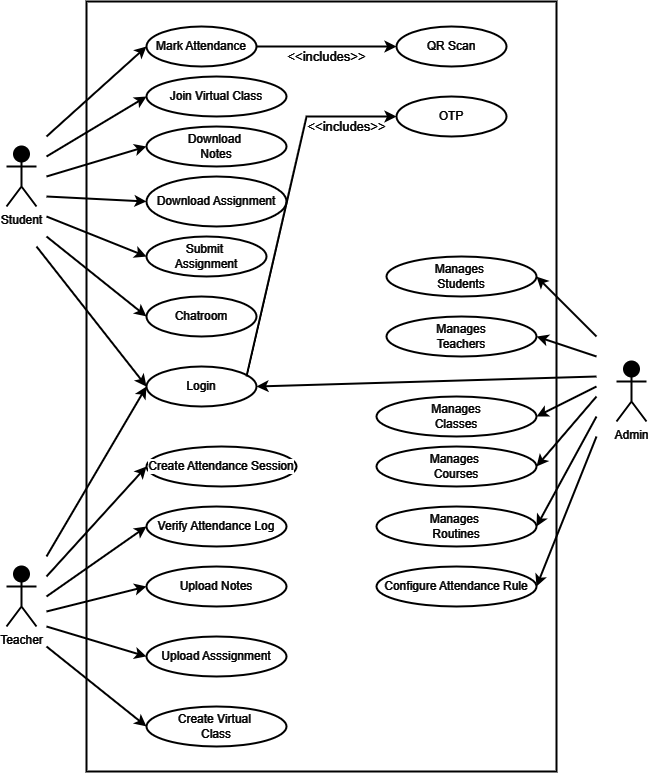 Mark Attendance
<<includes>>
QR Scan
Join Virtual Class
OTP
<<includes>>
Download
Notes
Download Assignment
Student
Submit
Assignment
Manages
Students
Chatroom
Manages
Teachers
Login
Admin
Manages
Classes
Create Attendance Session
Manages
Courses
Verify Attendance Log
Manages
Routines
Upload Notes
Configure Attendance Rule
Teacher
Upload Asssignment
Create Virtual
Class